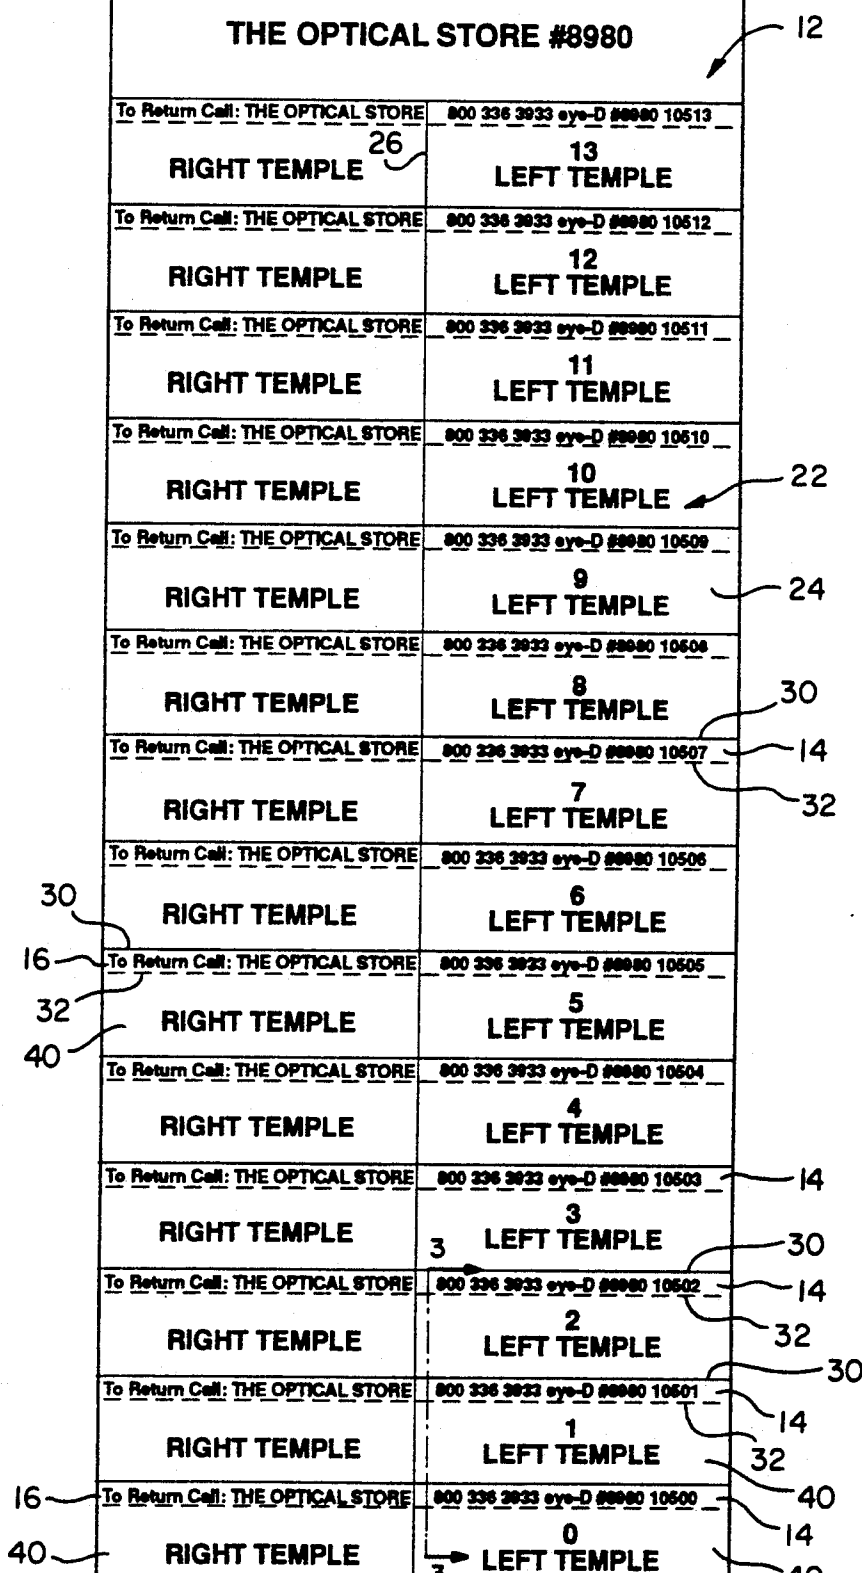 THE OPTICAL STORE #8980
12
To Return Call: THE OPTICAL STORE 800 336 3933 eye-D #8980 10513
26
13
RIGHT TEMPLE LEFT TEMPLE
To Return Call: THE OPTICAL STORE 800 336 3933 eye-D #8980 10512
12
RIGHT TEMPLE LEFT TEMPLE
To Return Call: THE OPTICAL STORE 800 336 3933 eye-D #8980 10511
11
RIGHT TEMPLE LEFT TEMPLE
To Return Call: THE OPTICAL STORE 800 336 3933 eye-D #8980 10510
10
RIGHT TEMPLE LEFT TEMPLE
22
To Return Call: THE OPTICAL STORE 800 336 3933 eye-D #8980 10509
9
RIGHT TEMPLE LEFT TEMPLE
24
To Return Call: THE OPTICAL STORE 800 336 3933 eye-D #8980 10508
8
RIGHT TEMPLE LEFT TEMPLE
30
To Return Call: THE OPTICAL STORE 800 336 3933 eye-D #8980 10507
14
32
7
RIGHT TEMPLE LEFT TEMPLE
To Return Call: THE OPTICAL STORE 800 336 3933 eye-D #8980 10506
6
RIGHT TEMPLE LEFT TEMPLE
30
16
To Return Call: THE OPTICAL STORE 800 336 3933 eye-D #8980 10505
32
5
RIGHT TEMPLE LEFT TEMPLE
40
To Return Call: THE OPTICAL STORE 800 336 3933 eye-D #8980 10504
4
RIGHT TEMPLE LEFT TEMPLE
To Return Call: THE OPTICAL STORE 800 336 3933 eye-D #8980 10503
14
3
RIGHT TEMPLE LEFT TEMPLE
3
30
To Return Call: THE OPTICAL STORE 800 336 3933 eye-D #8980 10502
14
32
2
RIGHT TEMPLE LEFT TEMPLE
30
To Return Call: THE OPTICAL STORE 800 336 3933 eye-D #8980 10501
14
32
1
RIGHT TEMPLE LEFT TEMPLE
40
16
To Return Call: THE OPTICAL STORE 800 336 3933 eye-D #8980 10500
14
0
RIGHT TEMPLE LEFT TEMPLE
40
3
40